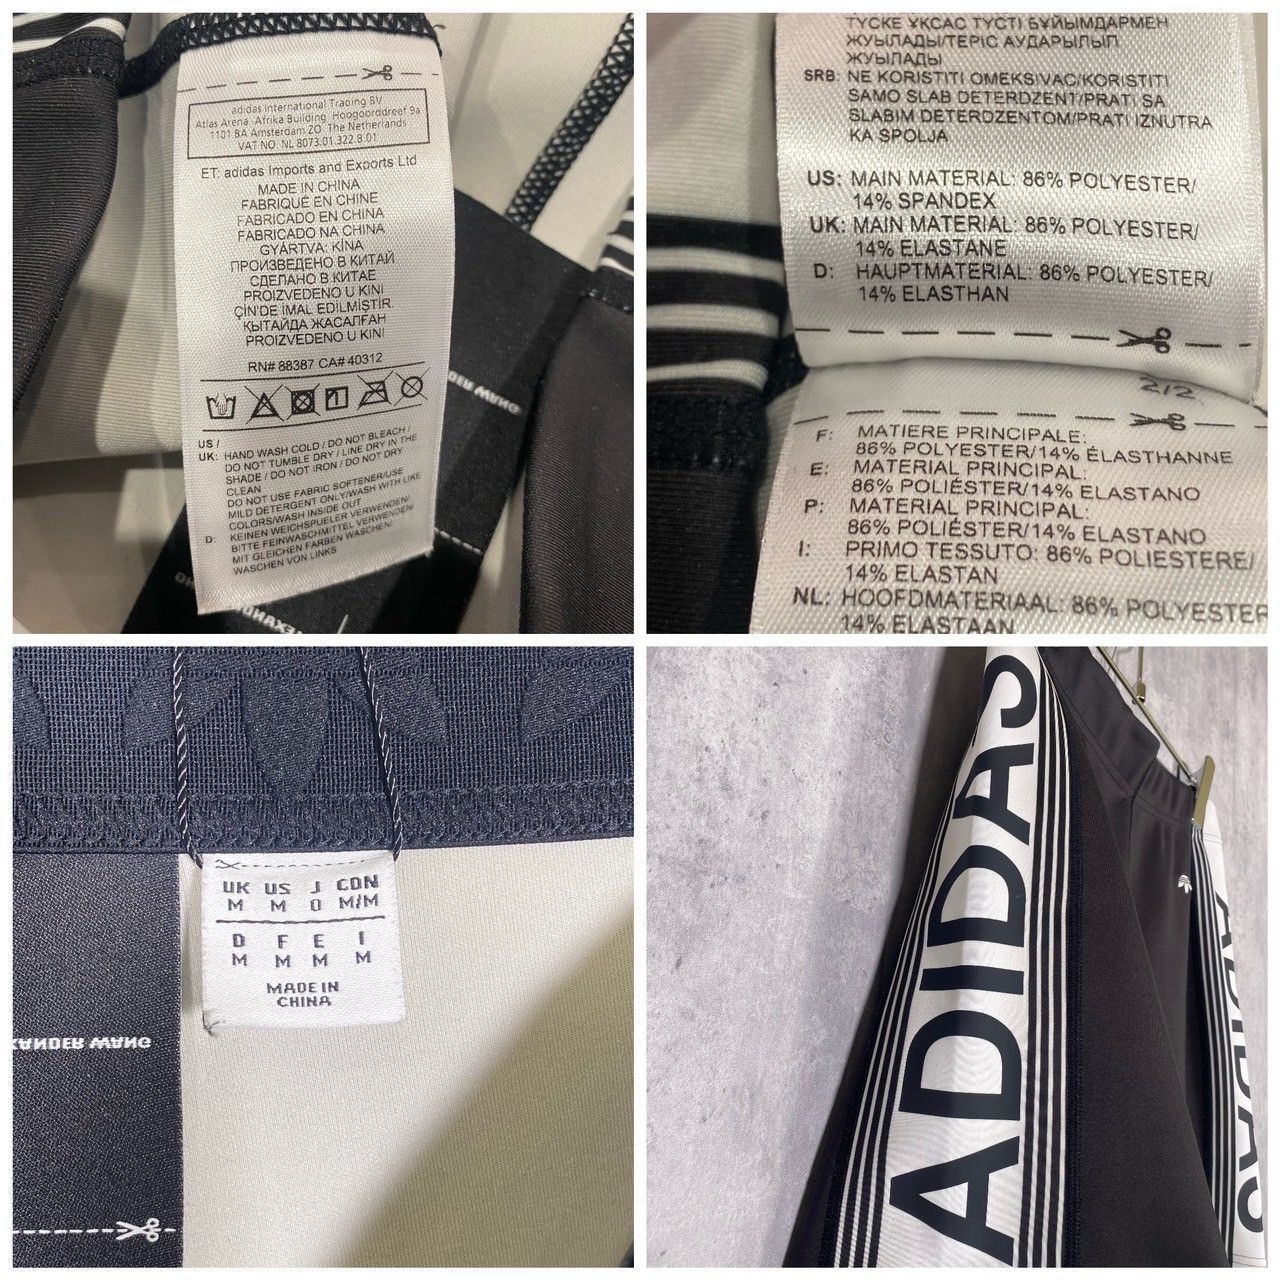 adidas International Trading BV
Atlas Arena Afrika Building Hoogoorddreef 9a
1101 BA Amsterdam ZO The Netherlands
VAT NO. NL 8073.01.322.B.01
ET: adidas Imports and Exports Ltd
MADE IN CHINA
FABRIQUÉ EN CHINE
FABRICADO EN CHINA
FABRICADO NA CHINA
GYÁRTVA: KÍNA
ПРОИЗВЕДЕНО В КИТАЙ
СДЕЛАНО В КИТАЕ
PROIZVEDENO U KINI
ÇIN'DE İMAL EDİLMİŞTİR
ҚЫТАЙДА ЖАСАЛҒАН
PROIZVEDENO U KINI
RN# 88387 CA# 40312
US /
UK: HAND WASH COLD / DO NOT BLEACH /
DO NOT TUMBLE DRY / LINE DRY IN THE
SHADE / DO NOT IRON / DO NOT DRY
CLEAN
DO NOT USE FABRIC SOFTENER/USE
MILD DETERGENT ONLY/WASH WITH LIKE
COLORS/WASH INSIDE OUT
D: KEINEN WEICHSPUELER VERWENDEN/
BITTE FEINWASCHMITTEL VERWENDEN/
MIT GLEICHEN FARBEN WASCHEN/
WASCHEN VON LINKS
ANDER WANG
ТҮСКЕ ҰҚСАС ТҮСТІ БҰЙЫМДАРМЕН
ЖУЫЛАДЫ/ТЕРІС АУДАРЫЛЫП
ЖУЫЛАДЫ
SRB: NE KORISTITI OMEKSIVAC/KORISTITI
SAMO SLAB DETERDZENT/PRATI SA
SLABIM DETERDZENTOM/PRATI IZNUTRA
KA SPOLJA
US: MAIN MATERIAL: 86% POLYESTER/
14% SPANDEX
UK: MAIN MATERIAL: 86% POLYESTER/
14% ELASTANE
D: HAUPTMATERIAL: 86% POLYESTER/
14% ELASTHAN
2/2
F: MATIERE PRINCIPALE:
86% POLYESTER/14% ÉLASTHANNE
E: MATERIAL PRINCIPAL:
86% POLIÉSTER/14% ELASTANO
P: MATERIAL PRINCIPAL:
86% POLIÉSTER/14% ELASTANO
I: PRIMO TESSUTO: 86% POLIESTERE/
14% ELASTAN
NL: HOOFDMATERIAAL: 86% POLYESTER
14% ELASTAAN
UK US J CDN
M M O M/M
D F E I
M M M M
MADE IN
CHINA
XANDER WANG
ADIDAS
ADIDAS